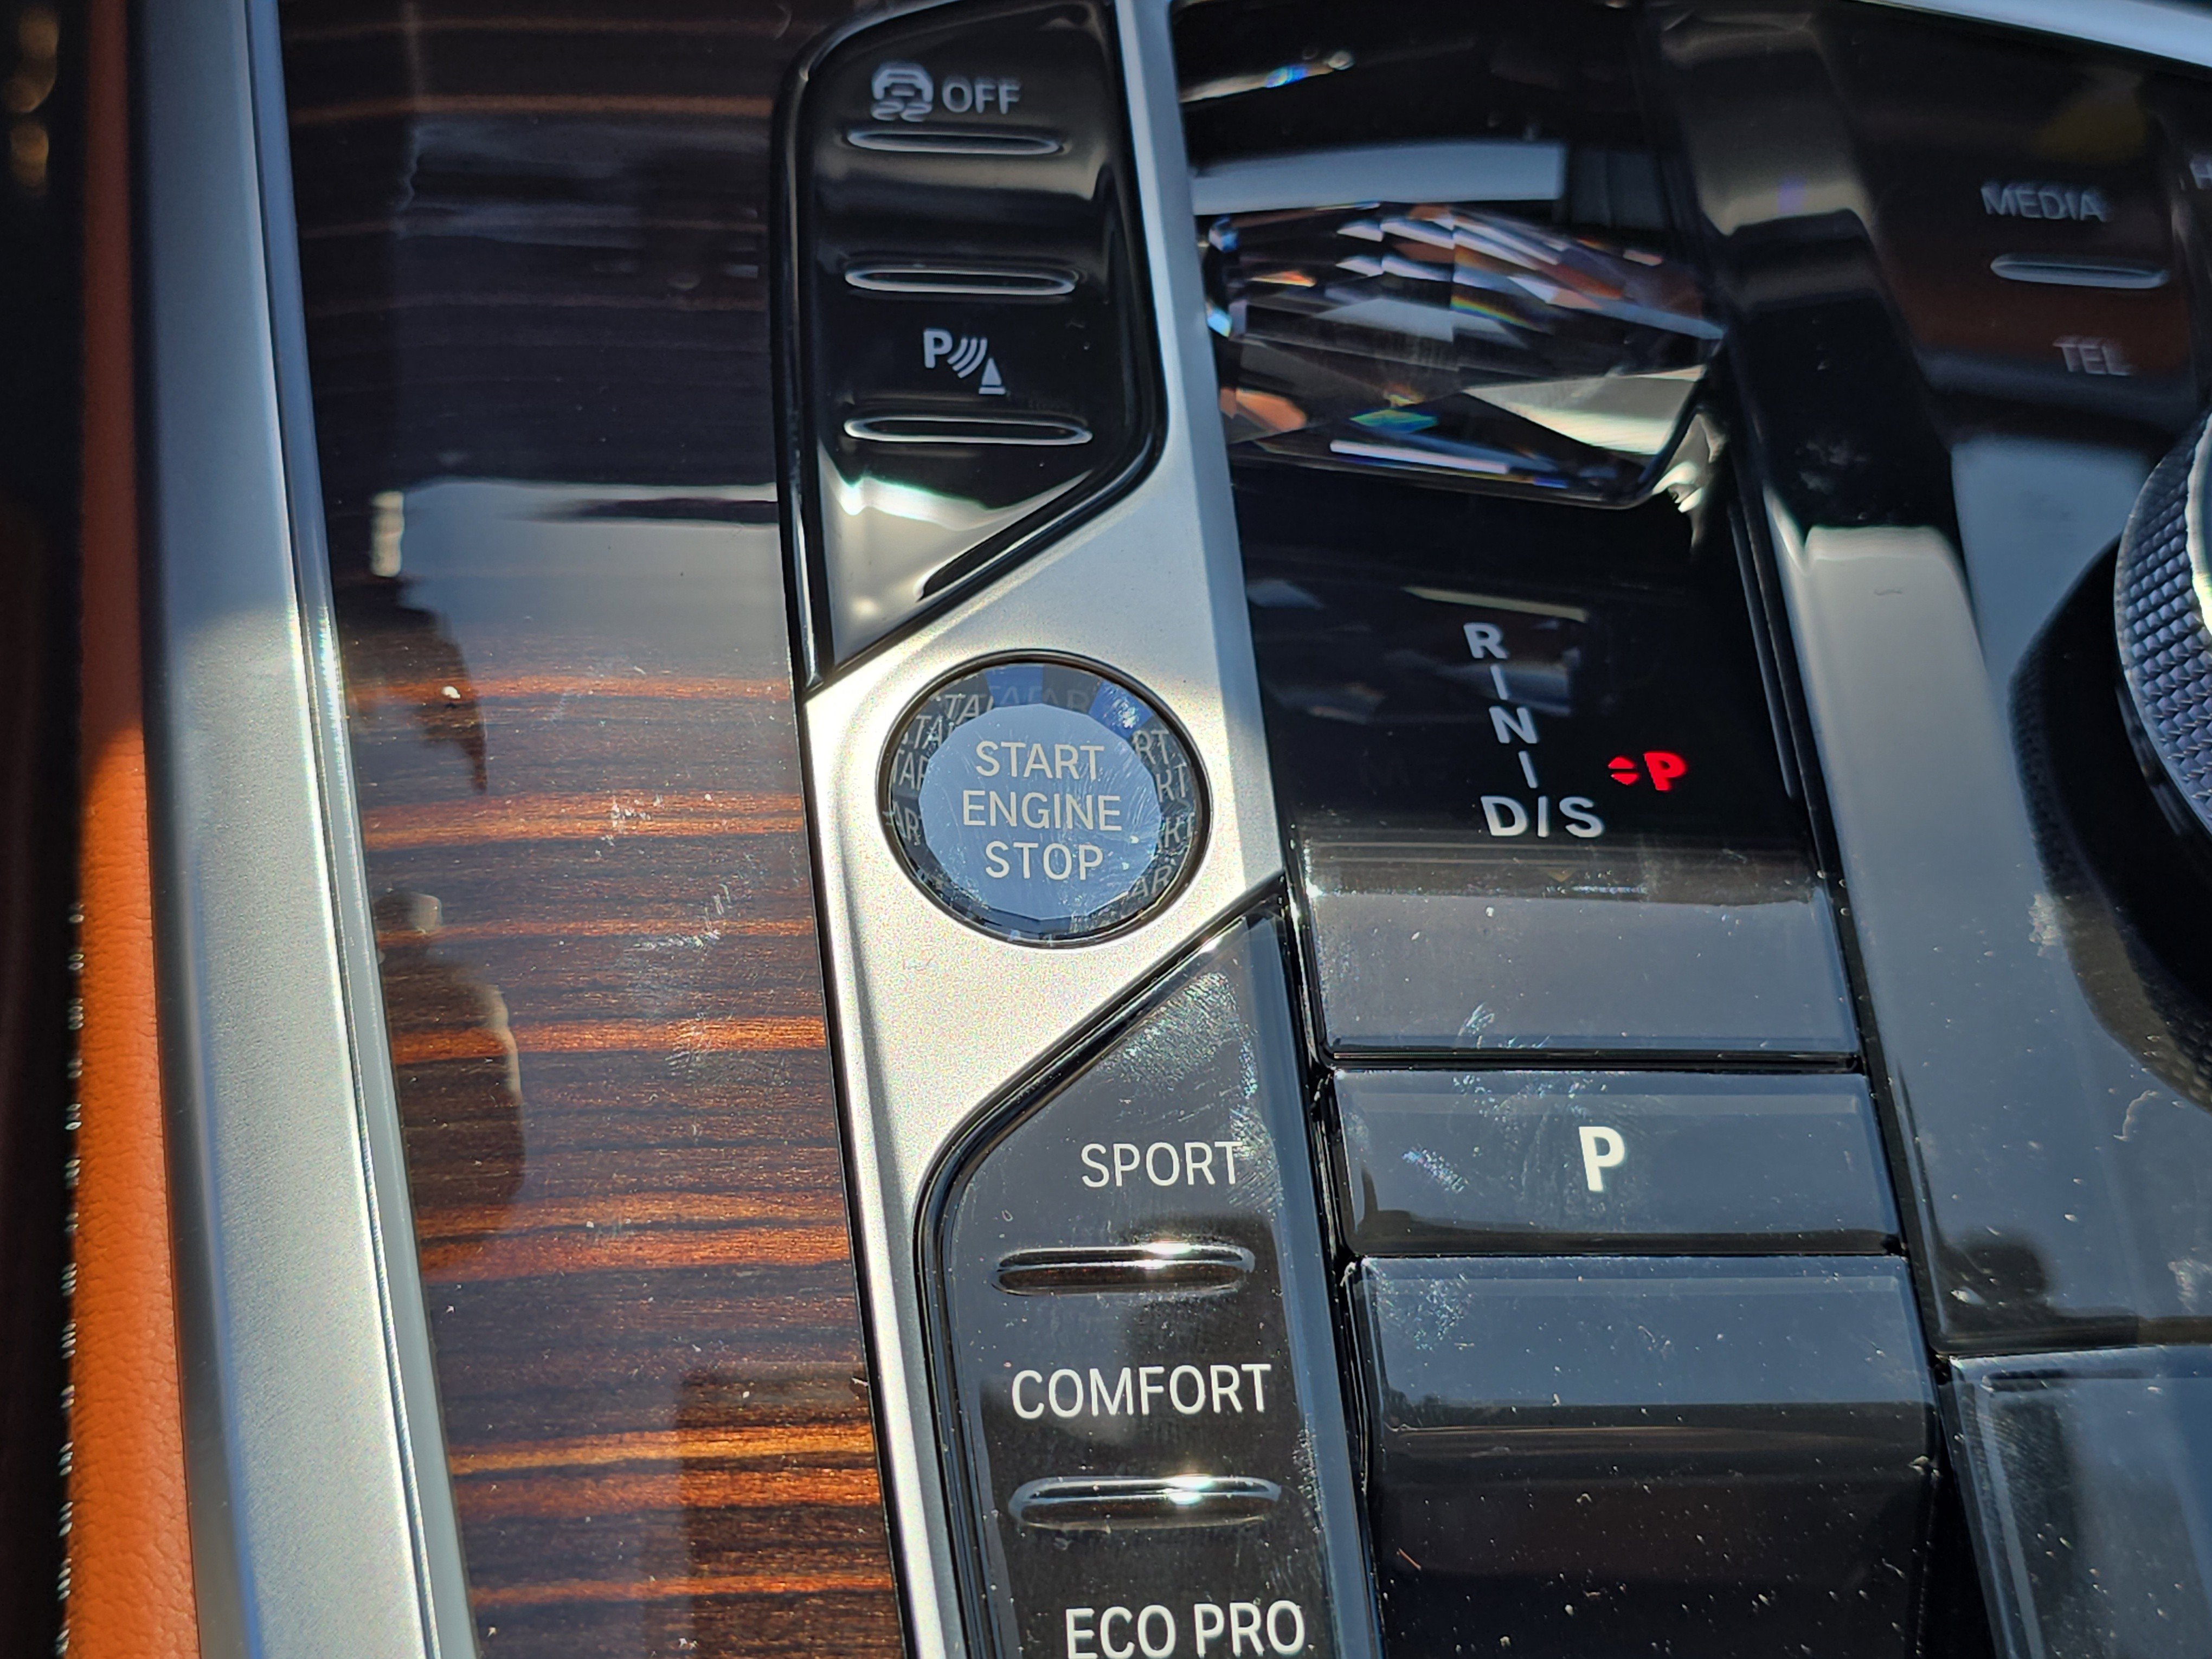 OFF
MEDIA
P
TEL
R
N
D/S
P
START
ENGINE
STOP
SPORT
P
COMFORT
ECO PRO